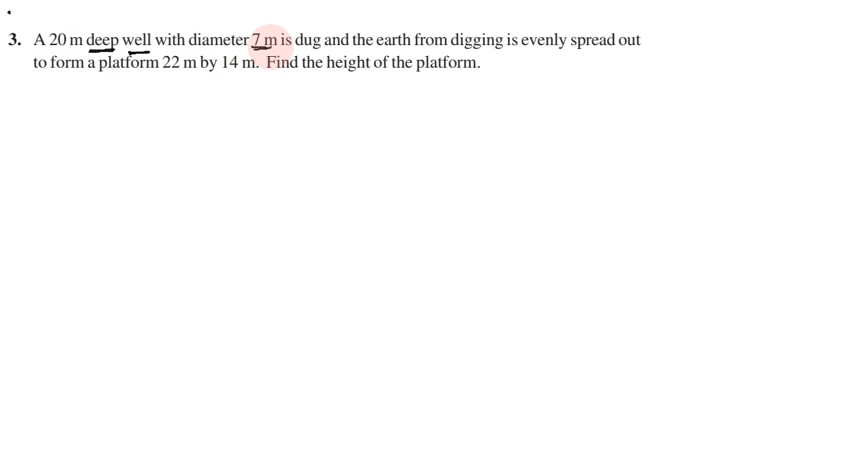 3. A 20 m deep well with diameter 7 m is dug and the earth from digging is evenly spread out
to form a platform 22 m by 14 m. Find the height of the platform.